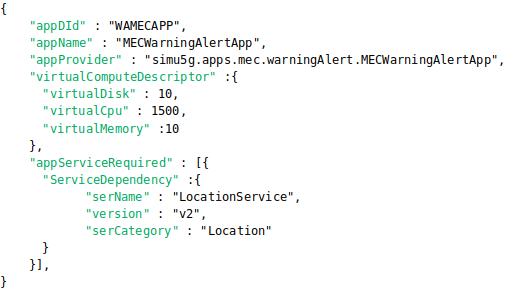 {
"appDId" : "WAMECAPP",
"appName" : "MECWarningAlertApp",
"appProvider" : "simu5g.apps.mec.warningAlert.MECWarningAlertApp",
"virtualComputeDescriptor" :{
"virtualDisk" : 10,
"virtualCpu" : 1500,
"virtualMemory" :10
},
"appServiceRequired" : [{
"ServiceDependency" :{
"serName" : "LocationService",
"version" : "v2",
"serCategory" : "Location"
}
}],
}